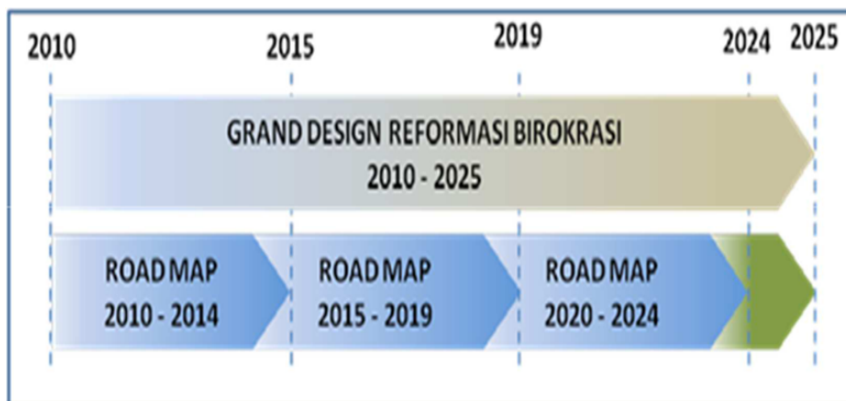 2010 2015 2019 2024 2025
GRAND DESIGN REFORMASI BIROKRASI
2010 - 2025
ROAD MAP
2010 - 2014
ROAD MAP
2015 - 2019
ROAD MAP
2020 - 2024